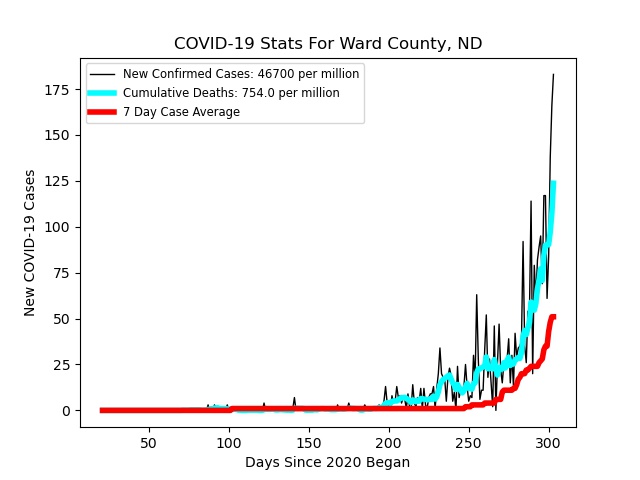 COVID-19 Stats For Ward County, ND
New Confirmed Cases: 46700 per million
Cumulative Deaths: 754.0 per million
7 Day Case Average
New COVID-19 Cases
175
150
125
100
75
50
25
0
50 100 150 200 250 300
Days Since 2020 Began